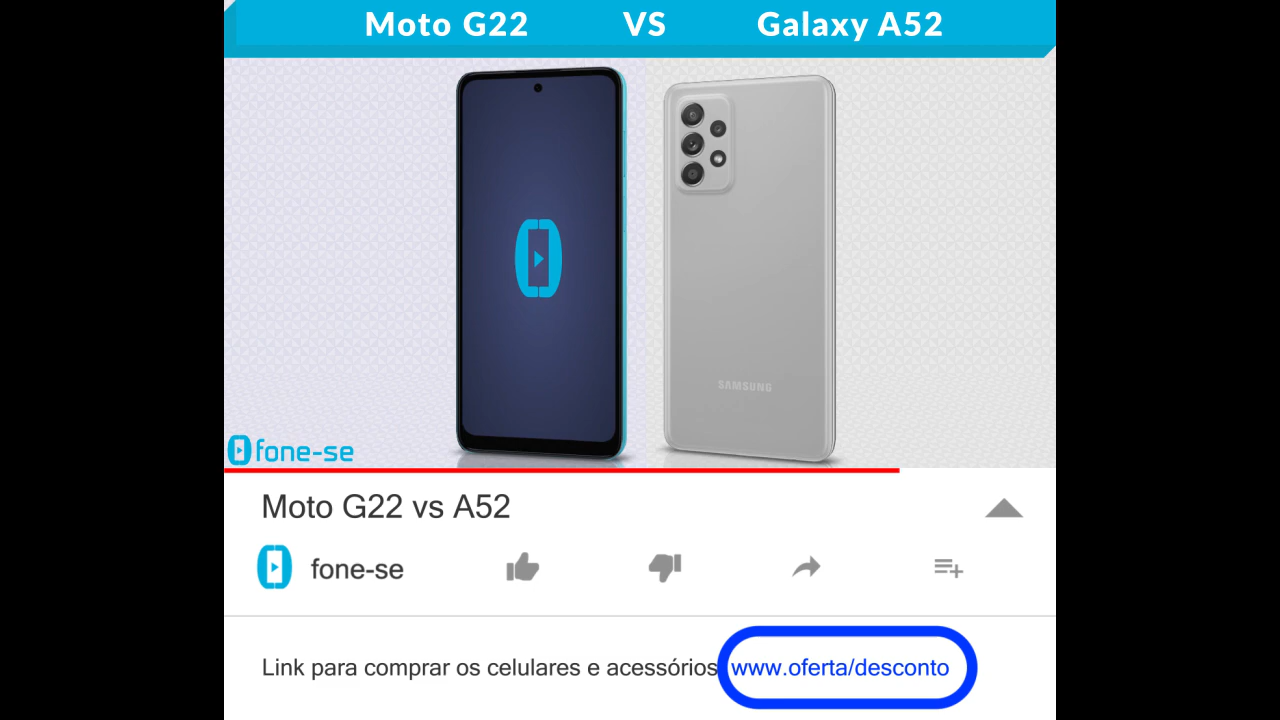 Moto G22 VS Galaxy A52
SAMSUNG
fone-se
Moto G22 vs A52
fone-se
Link para comprar os celulares e acessórios www.oferta/desconto